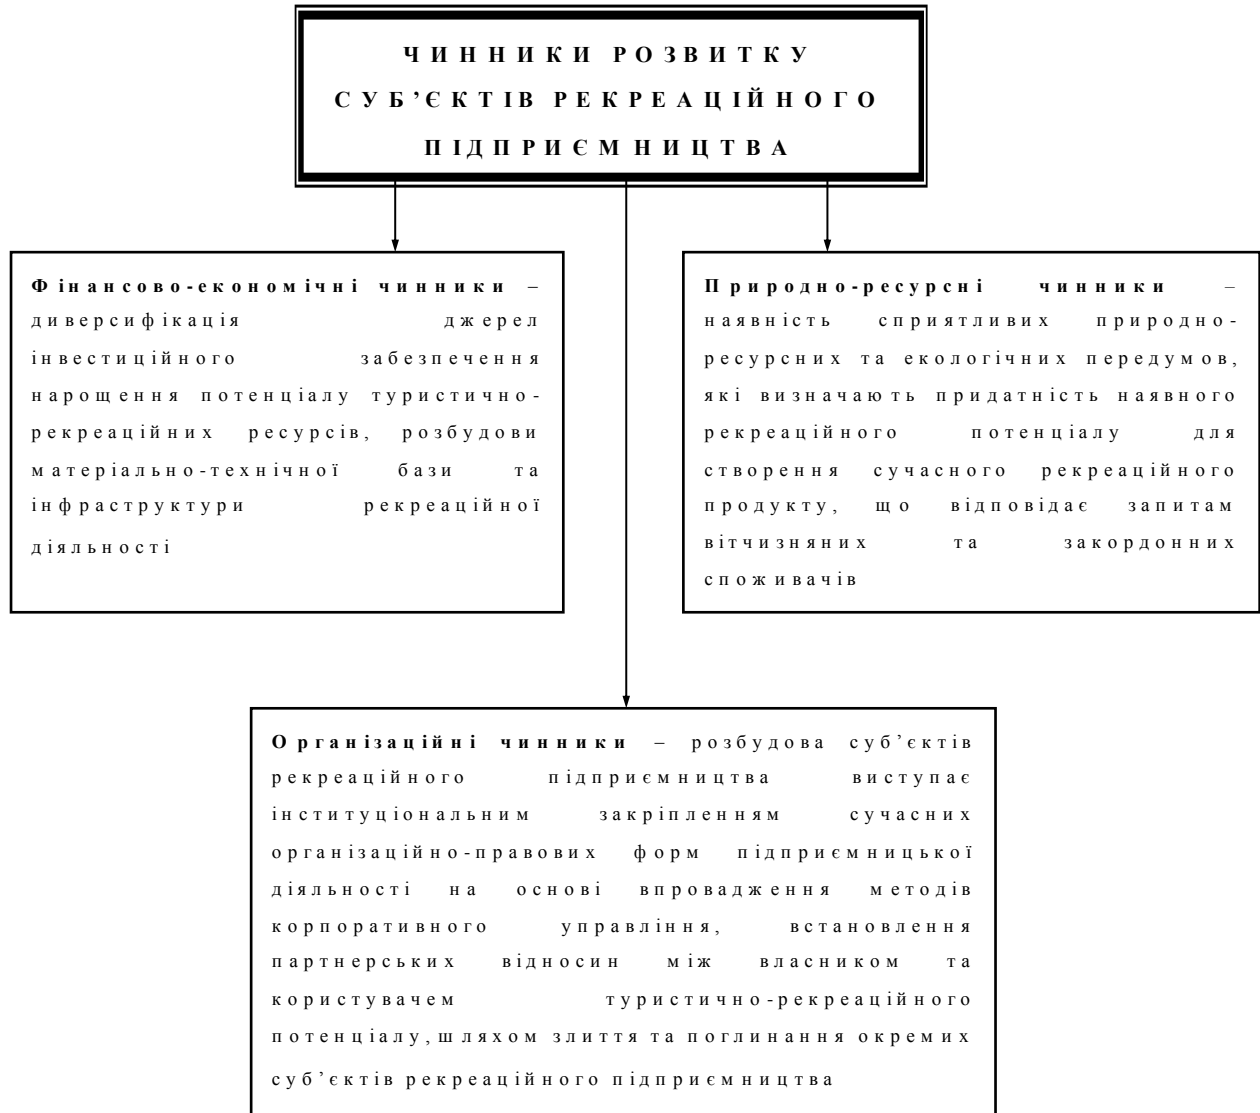 ЧИННИКИ РОЗВИТКУ
СУБ’ЄКТІВ РЕКРЕАЦІЙНОГО
ПІДПРИЄМНИЦТВА
Фінансово-економічні чинники –
диверсифікація джерел
інвестиційного забезпечення
нарощення потенціалу туристично-
рекреаційних ресурсів, розбудови
матеріально-технічної бази та
інфраструктури рекреаційної
діяльності
Природно-ресурсні чинники –
наявність сприятливих природно-
ресурсних та екологічних передумов,
які визначають придатність наявного
рекреаційного потенціалу для
створення сучасного рекреаційного
продукту, що відповідає запитам
вітчизняних та закордонних
споживачів
Організаційні чинники – розбудова суб’єктів
рекреаційного підприємництва виступає
інституціональним закріпленням сучасних
організаційно-правових форм підприємницької
діяльності на основі впровадження методів
корпоративного управління, встановлення
партнерських відносин між власником та
користувачем туристично-рекреаційного
потенціалу, шляхом злиття та поглинання окремих
суб’єктів рекреаційного підприємництва